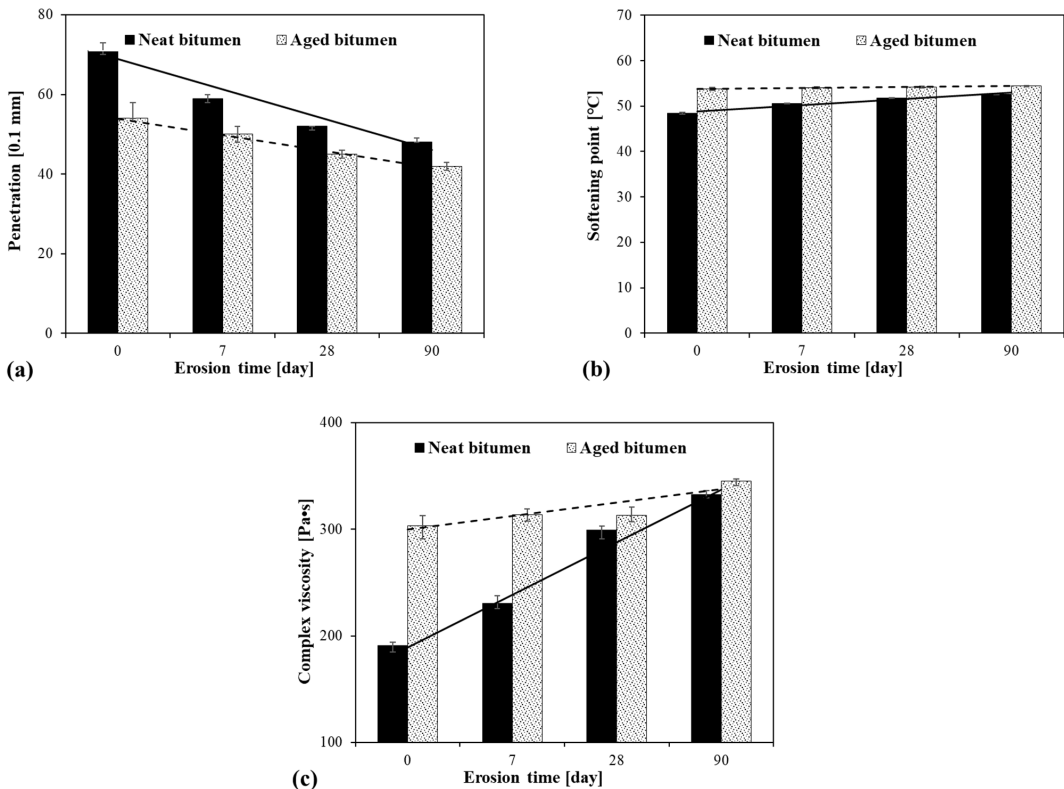 Penetration [0.1 mm]
80
60
40
20
0
Neat bitumen Aged bitumen
0 7 28 90
Erosion time [day]
(a)
Softening point [°C]
70
60
50
40
30
20
10
0
Neat bitumen Aged bitumen
0 7 28 90
Erosion time [day]
(b)
Complex viscosity [Pa•s]
400
300
200
100
Neat bitumen Aged bitumen
0 7 28 90
Erosion time [day]
(c)